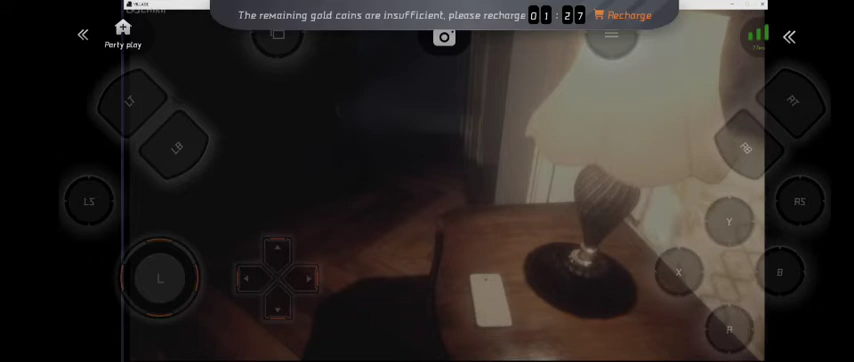 The remaining gold coins are insufficient, please recharge 01:27 Recharge
Party play
LT
RT
LB
RB
LS
RS
Y
L
X
B
A